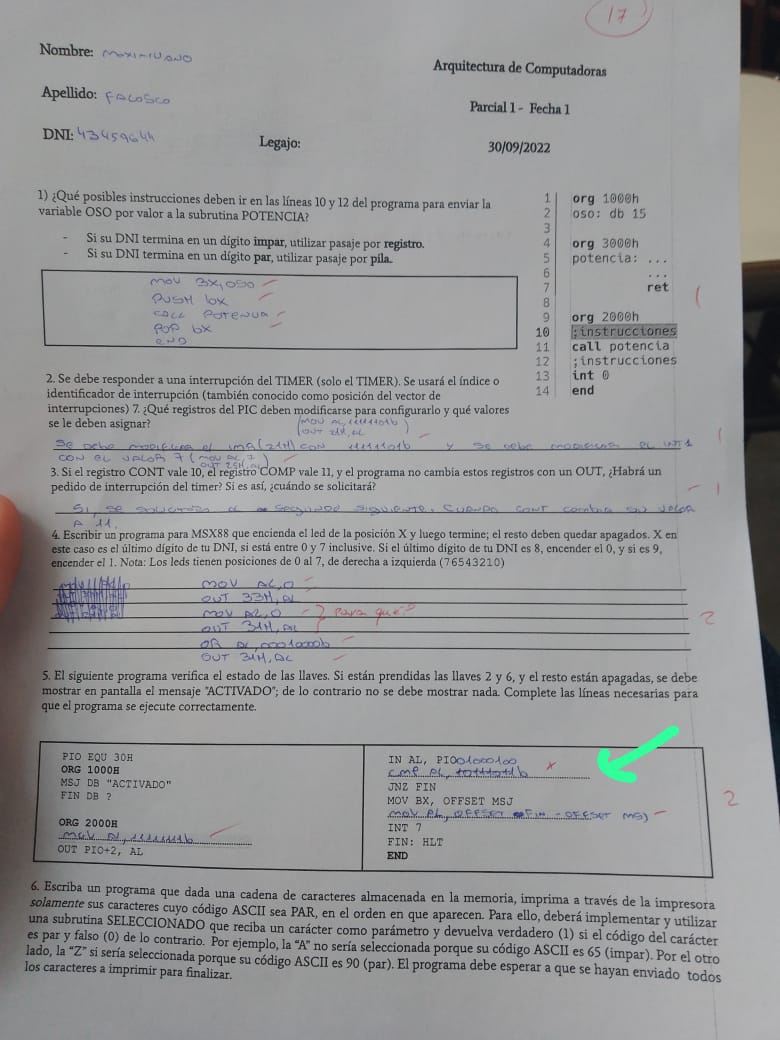 17
Nombre: Maximiliano
Arquitectura de Computadoras
Apellido: Facosco
Parcial 1 - Fecha 1
DNI: 43459644
Legajo:
30/09/2022
1) ¿Qué posibles instrucciones deben ir en las líneas 10 y 12 del programa para enviar la
variable OSO por valor a la subrutina POTENCIA?
- Si su DNI termina en un dígito impar, utilizar pasaje por registro.
- Si su DNI termina en un dígito par, utilizar pasaje por pila.
MOV BX, OSO
PUSH bX
CALL POTENCIA
POP bX
END
1 org 1000h
2 oso: db 15
3
4 org 3000h
5 potencia: ...
6 ...
7 ret
8
9 org 2000h
10 ;instrucciones
11 call potencia
12 ;instrucciones
13 int 0
14 end
1
2. Se debe responder a una interrupción del TIMER (solo el TIMER). Se usará el índice o
identificador de interrupción (también conocido como posición del vector de
interrupciones) 7. ¿Qué registros del PIC deben modificarse para configurarlo y qué valores
se le deben asignar?
(MOV AL, 11111101b
OUT 21H, AL
SE DEBE MODIFICAR EL IMR (21H) CON 11111101b Y SE DEBE MODIFICAR EL INT1
CON EL VALOR 7 (MOV AL, 7
OUT 25H, AL)
1
3. Si el registro CONT vale 10, el registro COMP vale 11, y el programa no cambia estos registros con un OUT, ¿Habrá un
pedido de interrupción del timer? Si es así, ¿cuándo se solicitará?
SI, SE SOLICITARA AL SEGUNDO SIGUIENTE. CUANDO CONT CAMBIA SU VALOR
A 11.
1
4. Escribir un programa para MSX88 que encienda el led de la posición X y luego termine; el resto deben quedar apagados. X en
este caso es el último dígito de tu DNI, si está entre 0 y 7 inclusive. Si el último dígito de tu DNI es 8, encender el 0, y si es 9,
encender el 1. Nota: Los leds tienen posiciones de 0 al 7, de derecha a izquierda (76543210)
MOV AL, 0
OUT 33H, AL
MOV AL, 0 } Para qué?
OUT 31H, AL
OR AL, 00010000b
OUT 31H, AL
2
5. El siguiente programa verifica el estado de las llaves. Si están prendidas las llaves 2 y 6, y el resto están apagadas, se debe
mostrar en pantalla el mensaje "ACTIVADO"; de lo contrario no se debe mostrar nada. Complete las líneas necesarias para
que el programa se ejecute correctamente.
PIO EQU 30H
ORG 1000H
MSJ DB "ACTIVADO"
FIN DB ?
ORG 2000H
MOV AL, 11111111b
OUT PIO+2, AL
IN AL, PIO
01000100
CMP AL, 10111011b x
JNZ FIN
MOV BX, OFFSET MSJ
MOV AL, OFFSET FIN - OFFSET MSJ
INT 7
FIN: HLT
END
2
6. Escriba un programa que dada una cadena de caracteres almacenada en la memoria, imprima a través de la impresora
solamente sus caracteres cuyo código ASCII sea PAR, en el orden en que aparecen. Para ello, deberá implementar y utilizar
una subrutina SELECCIONADO que reciba un carácter como parámetro y devuelva verdadero (1) si el código del carácter
es par y falso (0) de lo contrario. Por ejemplo, la "A" no sería seleccionada porque su código ASCII es 65 (impar). Por el otro
lado, la "Z" si sería seleccionada porque su código ASCII es 90 (par). El programa debe esperar a que se hayan enviado todos
los caracteres a imprimir para finalizar.